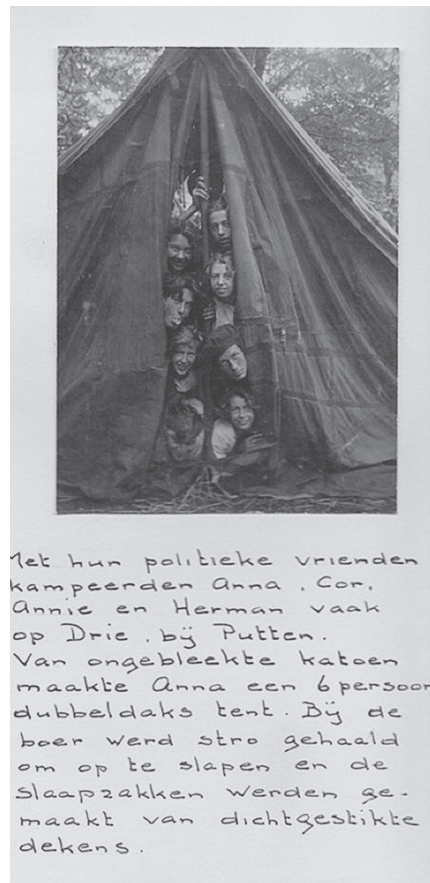 Met hun politieke vrienden
kampeerden Anna, Cor,
Annie en Herman vaak
op Drie, bij Putten.
Van ongebleekte katoen
maakte Anna een 6 persoon
dubbeldaks tent. Bij de
boer werd stro gehaald
om op te slapen en de
slaapzakken werden ge-
maakt van dichtgestikte
dekens.